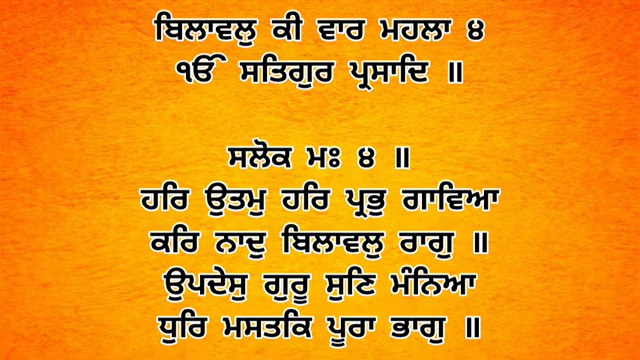 ਬਿਲਾਵਲੁ ਕੀ ਵਾਰ ਮਹਲਾ ੪
ੴ ਸਤਿਗੁਰ ਪ੍ਰਸਾਦਿ ॥
ਸਲੋਕ ਮਃ ੪ ॥
ਹਰਿ ਉਤਮੁ ਹਰਿ ਪ੍ਰਭੁ ਗਾਵਿਆ
ਕਰਿ ਨਾਦੁ ਬਿਲਾਵਲੁ ਰਾਗੁ ॥
ਉਪਦੇਸੁ ਗੁਰੂ ਸੁਣਿ ਮੰਨਿਆ
ਧੁਰਿ ਮਸਤਕਿ ਪੂਰਾ ਭਾਗੁ ॥